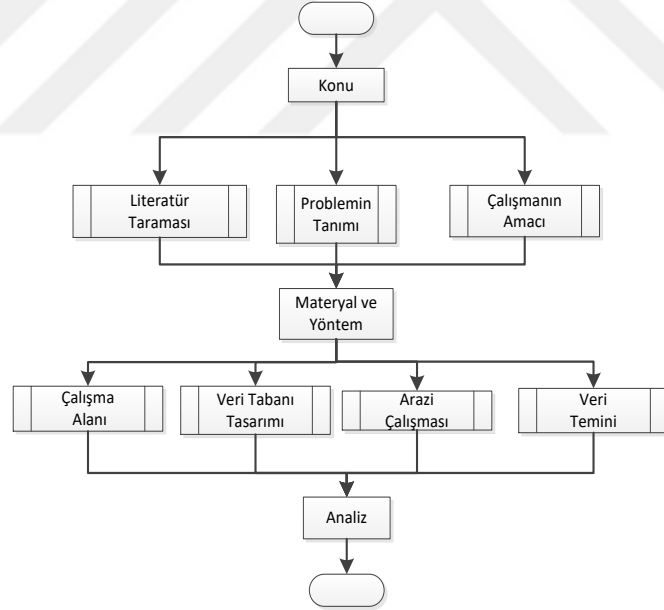 Konu
Literatür
Taraması
Problemin
Tanımı
Çalışmanın
Amacı
Materyal ve
Yöntem
Çalışma
Alanı
Veri Tabanı
Tasarımı
Arazi
Çalışması
Veri
Temini
Analiz